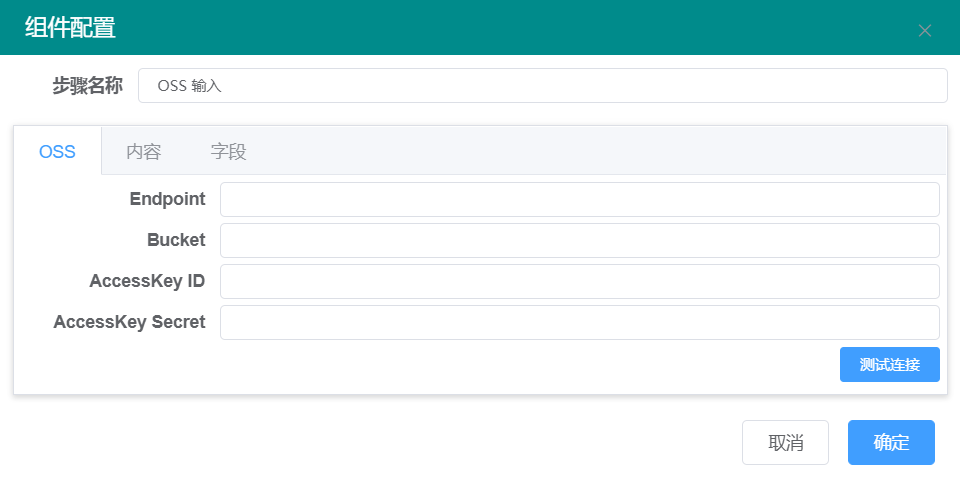 组件配置
步骤名称 OSS 输入
OSS 内容 字段
Endpoint
Bucket
AccessKey ID
AccessKey Secret
测试连接
取消 确定